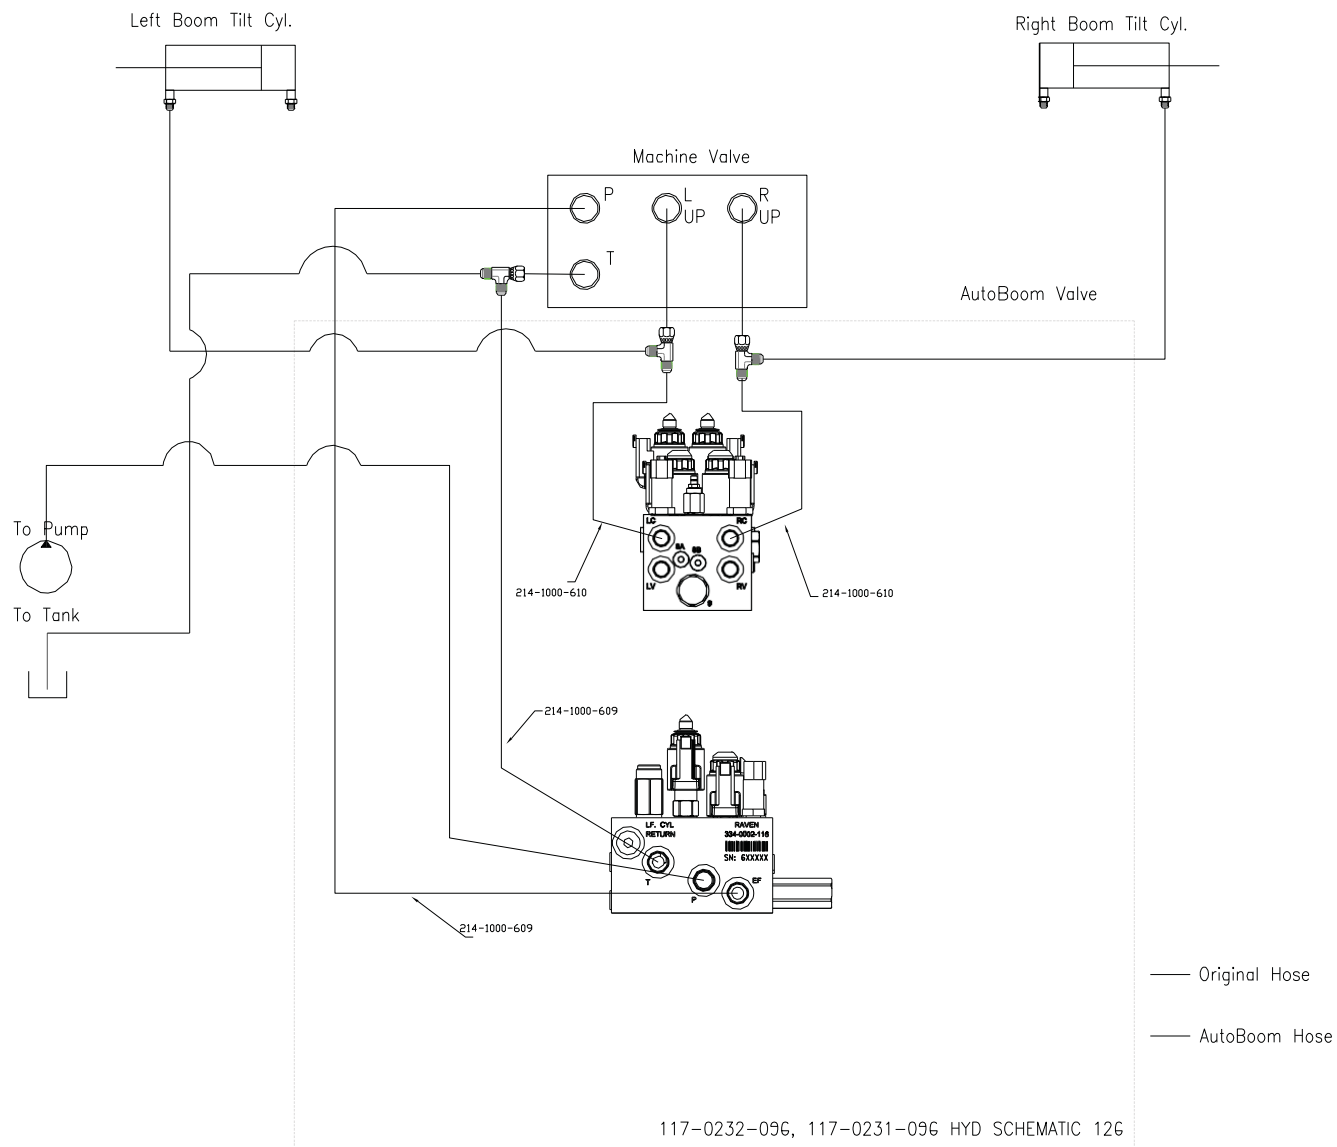 Left Boom Tilt Cyl.
Right Boom Tilt Cyl.
Machine Valve
P
L
UP
R
UP
T
AutoBoom Valve
To Pump
To Tank
LC
RC
8A
8B
LV
RV
9
214-1000-610
214-1000-610
214-1000-609
LF. CYL
RETURN
RAVEN
334-0002-116
SN: 6XXXXX
T
P
EF
214-1000-609
Original Hose
AutoBoom Hose
117-0232-096, 117-0231-096 HYD SCHEMATIC 126